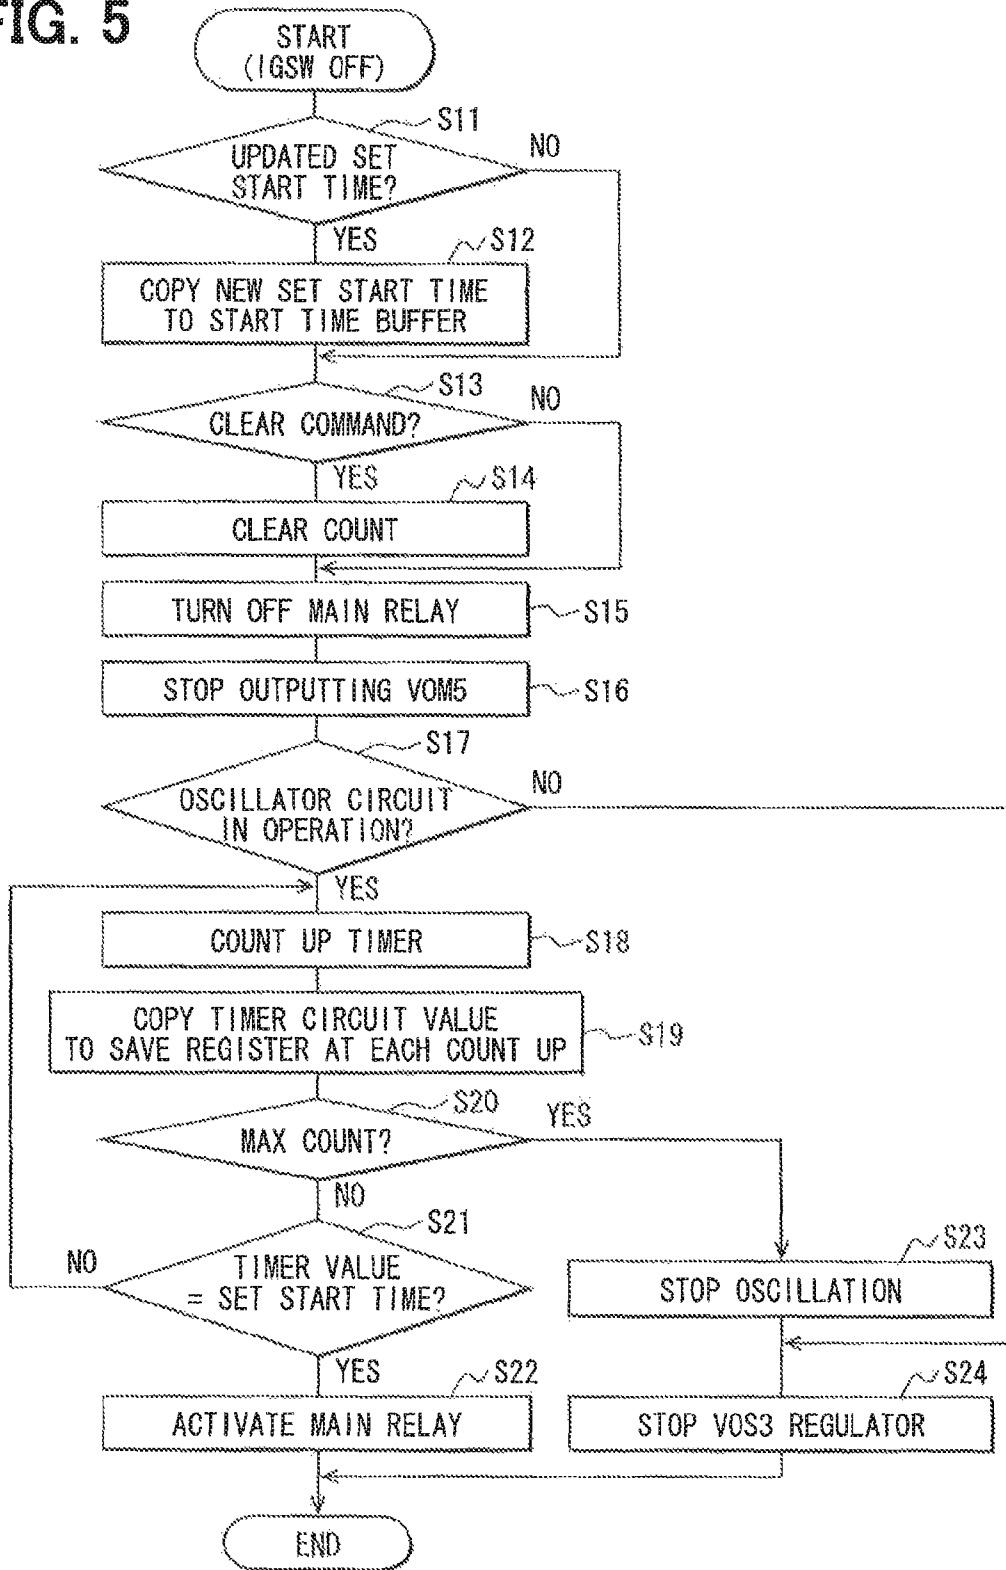 FIG. 5
START
(IGSW OFF)
S11
UPDATED SET
START TIME?
NO
YES
S12
COPY NEW SET START TIME
TO START TIME BUFFER
S13
CLEAR COMMAND?
NO
YES
S14
CLEAR COUNT
TURN OFF MAIN RELAY
S15
STOP OUTPUTTING VOM5
S16
S17
OSCILLATOR CIRCUIT
IN OPERATION?
NO
YES
COUNT UP TIMER
S18
COPY TIMER CIRCUIT VALUE
TO SAVE REGISTER AT EACH COUNT UP
S19
S20
MAX COUNT?
YES
NO
S21
TIMER VALUE
= SET START TIME?
NO
YES
S23
STOP OSCILLATION
S22
ACTIVATE MAIN RELAY
S24
STOP VOS3 REGULATOR
END